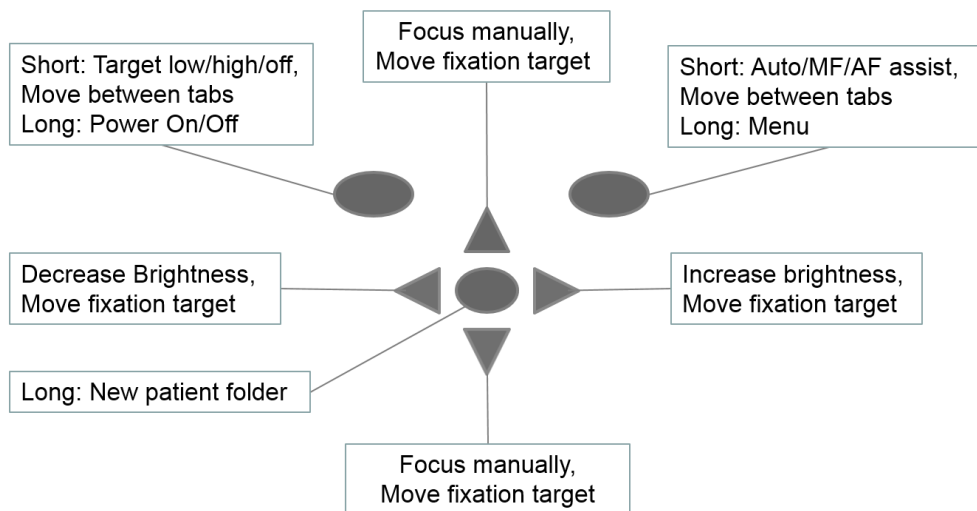 Focus manually,
Move fixation target
Short: Target low/high/off,
Move between tabs
Long: Power On/Off
Short: Auto/MF/AF assist,
Move between tabs
Long: Menu
Decrease Brightness,
Move fixation target
Increase brightness,
Move fixation target
Long: New patient folder
Focus manually,
Move fixation target